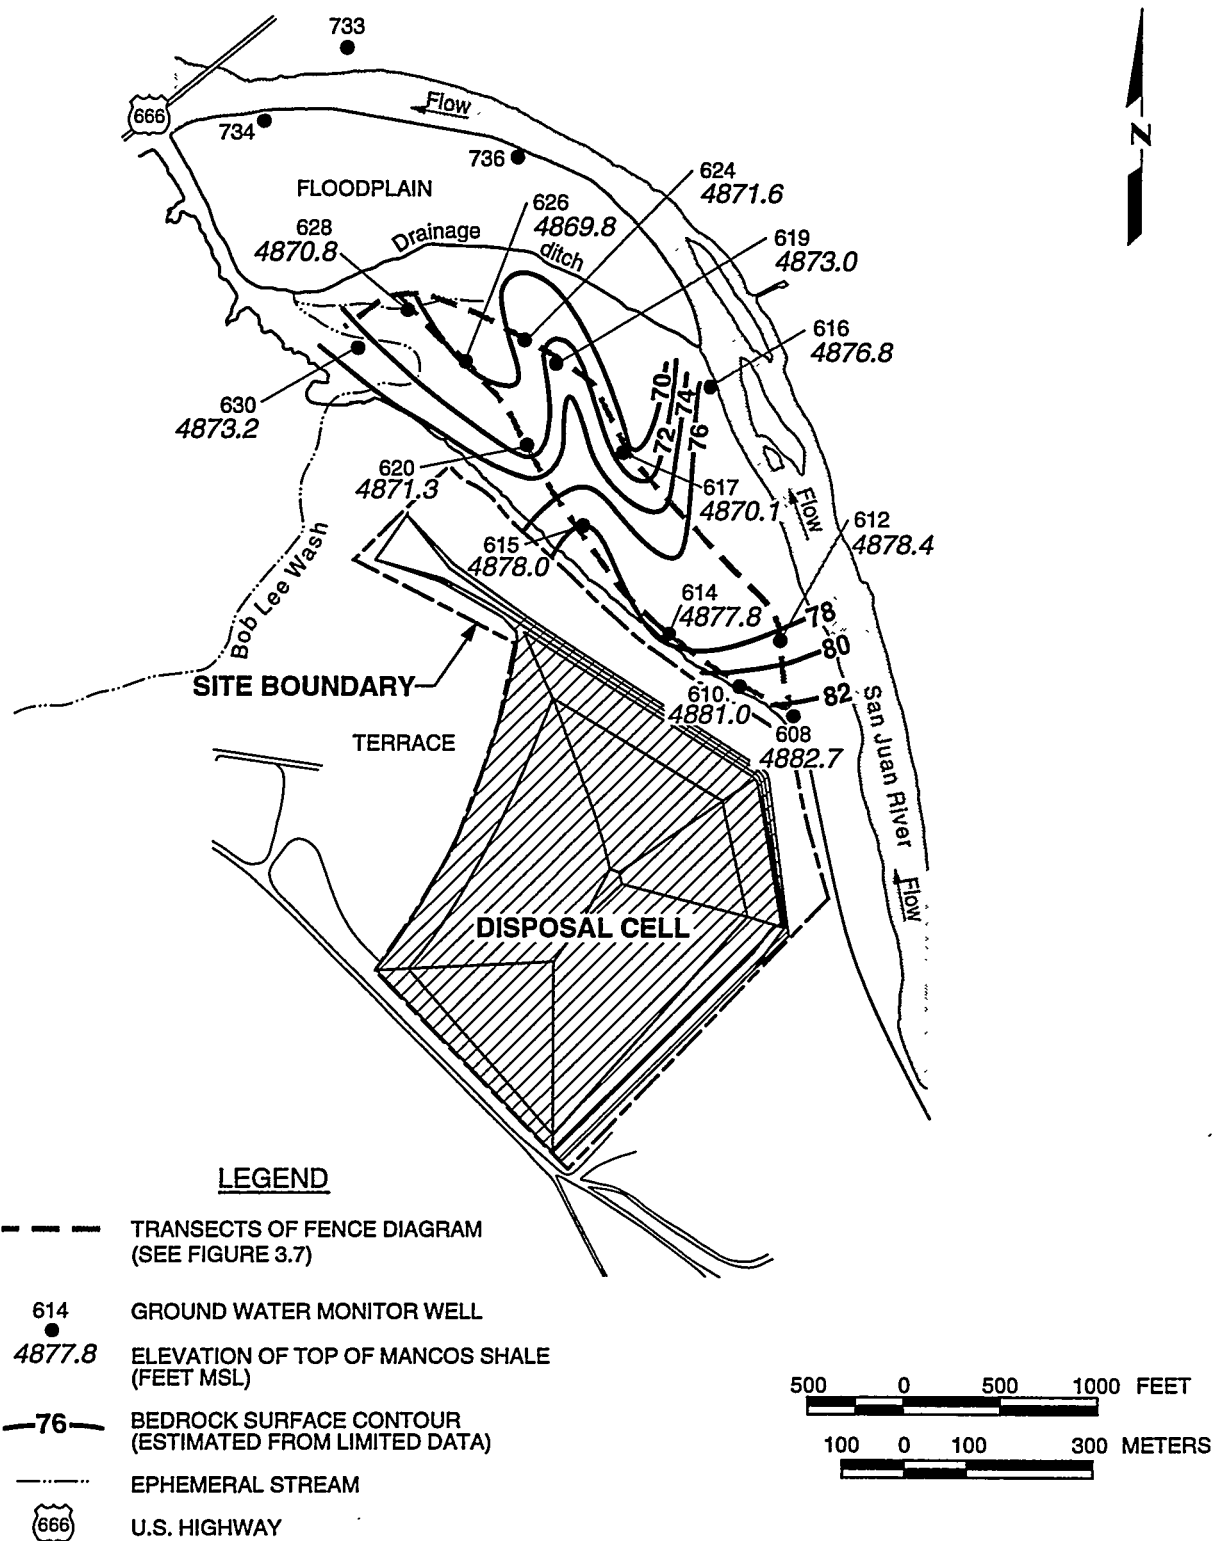 733
666
Flow
734
736
624
4871.6
FLOODPLAIN
626
4869.8
628
4870.8
Drainage
ditch
619
4873.0
N
616
4876.8
630
4873.2
70
74
72
76
620
4871.3
617
4870.1
Flow
612
4878.4
615
4878.0
614
4877.8
Bob Lee Wash
78
80
82
SITE BOUNDARY
610
4881.0
608
4882.7
TERRACE
San Juan River
Flow
DISPOSAL CELL
LEGEND
TRANSECTS OF FENCE DIAGRAM
(SEE FIGURE 3.7)
614
GROUND WATER MONITOR WELL
4877.8
ELEVATION OF TOP OF MANCOS SHALE
(FEET MSL)
76
BEDROCK SURFACE CONTOUR
(ESTIMATED FROM LIMITED DATA)
EPHEMERAL STREAM
666
U.S. HIGHWAY
500 0 500 1000 FEET
100 0 100 300 METERS